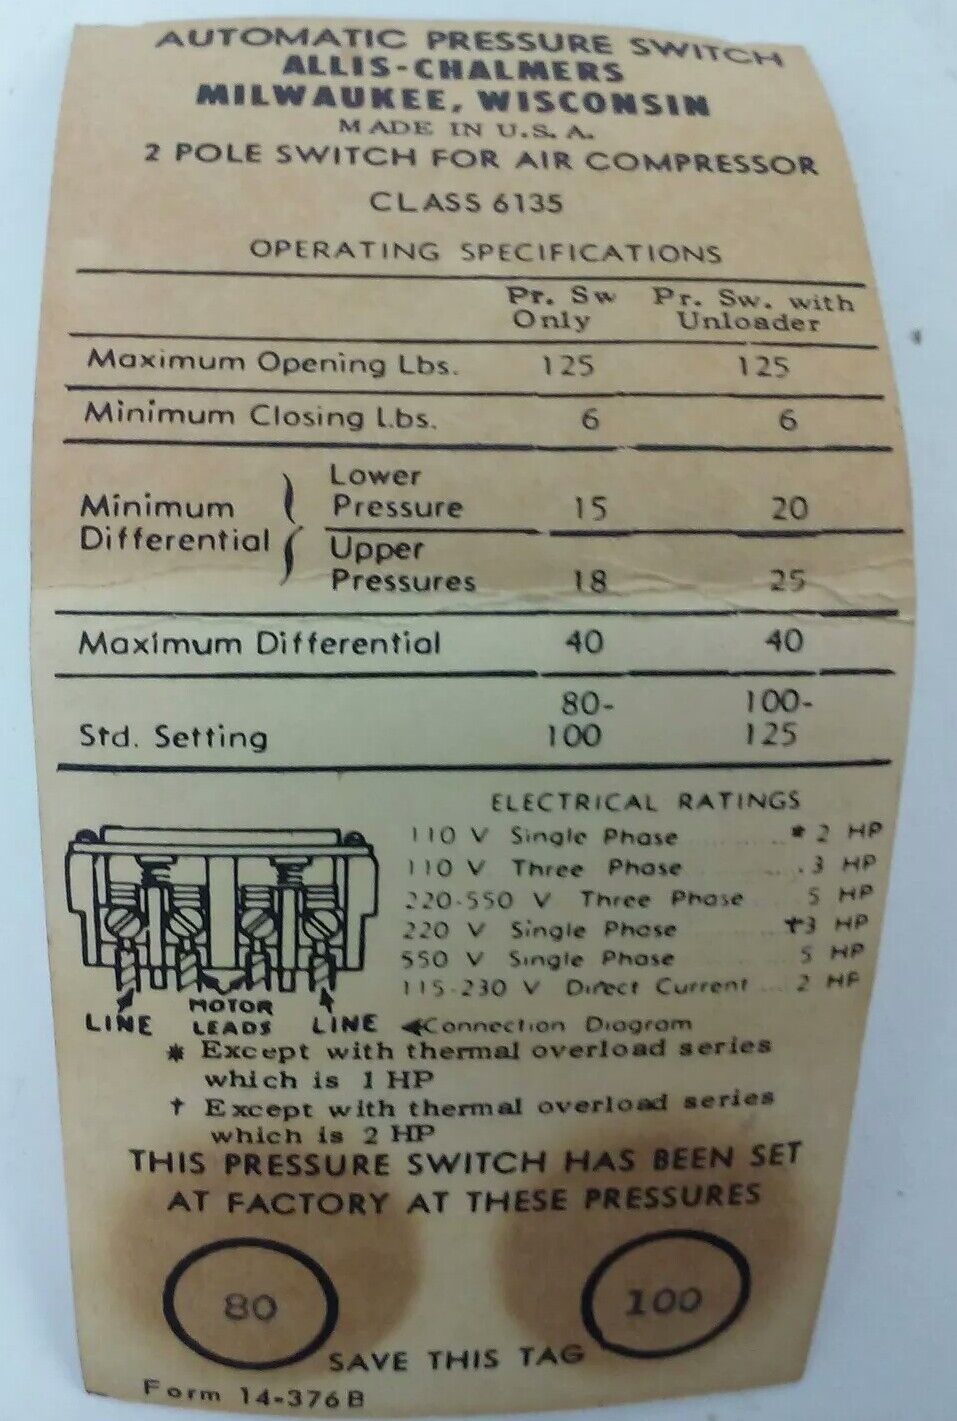 AUTOMATIC PRESSURE SWITCH
ALLIS-CHALMERS
MILWAUKEE, WISCONSIN
MADE IN U.S.A.
2 POLE SWITCH FOR AIR COMPRESSOR
CLASS 6135
OPERATING SPECIFICATIONS
Pr. Sw Only Pr. Sw. with Unloader
Maximum Opening Lbs. 125 125
Minimum Closing Lbs. 6 6
Minimum Differential } Lower Pressure 15 20
Upper Pressures 18 25
Maximum Differential 40 40
Std. Setting 80-100 100-125
ELECTRICAL RATINGS
110 V Single Phase * 2 HP
110 V Three Phase 3 HP
220-550 V Three Phase 5 HP
220 V Single Phase †3 HP
550 V Single Phase 5 HP
115-230 V Direct Current 2 HP
LINE MOTOR LEADS LINE Connection Diagram
* Except with thermal overload series
which is 1 HP
† Except with thermal overload series
which is 2 HP
THIS PRESSURE SWITCH HAS BEEN SET
AT FACTORY AT THESE PRESSURES
80 100
SAVE THIS TAG
Form 14-376B